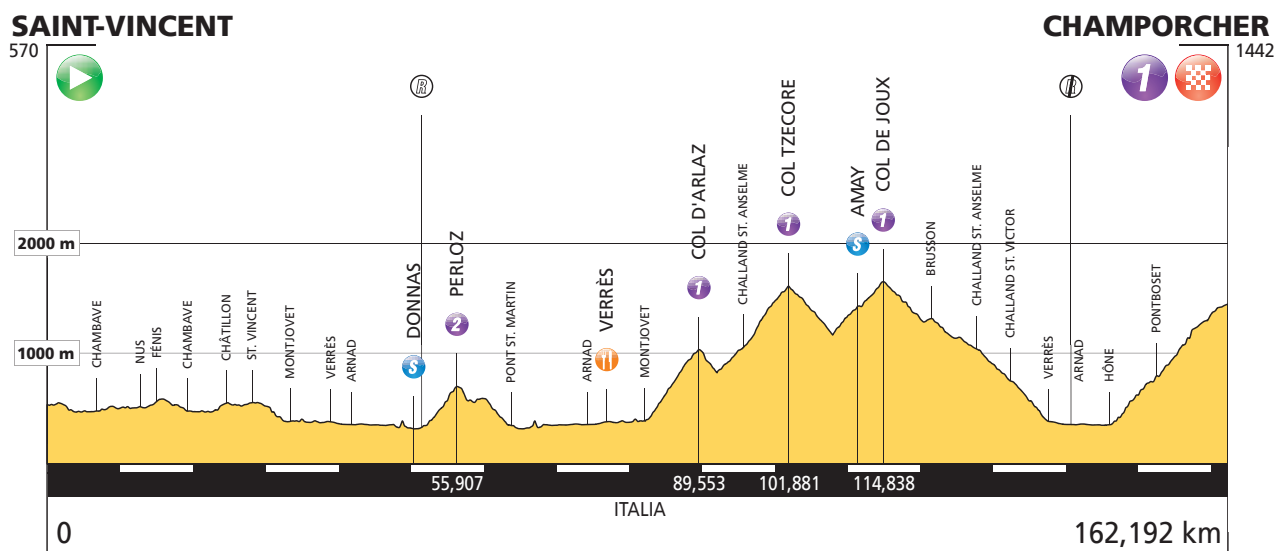 SAINT-VINCENT
CHAMPORCHER
570
1442
1
R
R
2000 m
1000 m
CHAMBAVE
NUS
FÉNIS
CHAMBAVE
CHÂTILLON
ST. VINCENT
MONTJOVET
VERRÈS
ARNAD
DONNAS
S
PERLOZ
2
PONT ST. MARTIN
ARNAD
VERRÈS
MONTJOVET
COL D'ARLAZ
1
CHALLAND ST. ANSELME
COL TZECORE
1
AMAY
S
COL DE JOUX
1
BRUSSON
CHALLAND ST. ANSELME
CHALLAND ST. VICTOR
VERRÈS
ARNAD
HÔNE
PONTBOSET
55,907
89,553
101,881
114,838
ITALIA
0
162,192 km